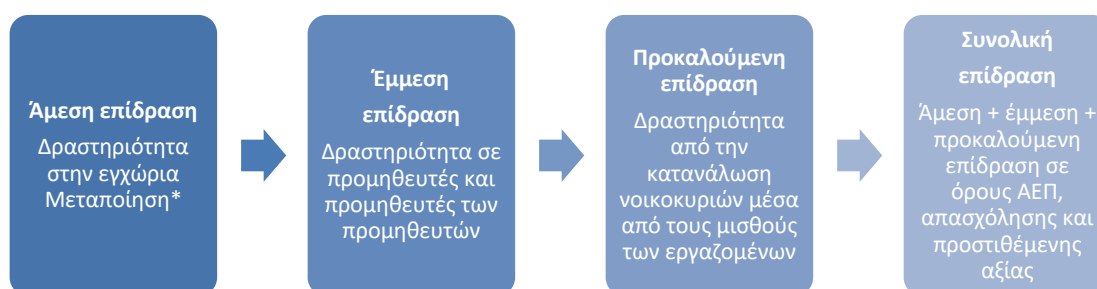 Άμεση επίδραση
Δραστηριότητα
στην εγχώρια
Μεταποίηση*
Έμμεση
επίδραση
Δραστηριότητα σε
προμηθευτές και
προμηθευτές των
προμηθευτών
Προκαλούμενη
επίδραση
Δραστηριότητα
από την
κατανάλωση
νοικοκυριών μέσα
από τους μισθούς
των εργαζομένων
Συνολική
επίδραση
Άμεση + έμμεση +
προκαλούμενη
επίδραση σε
όρους ΑΕΠ,
απασχόλησης και
προστιθέμενης
αξίας